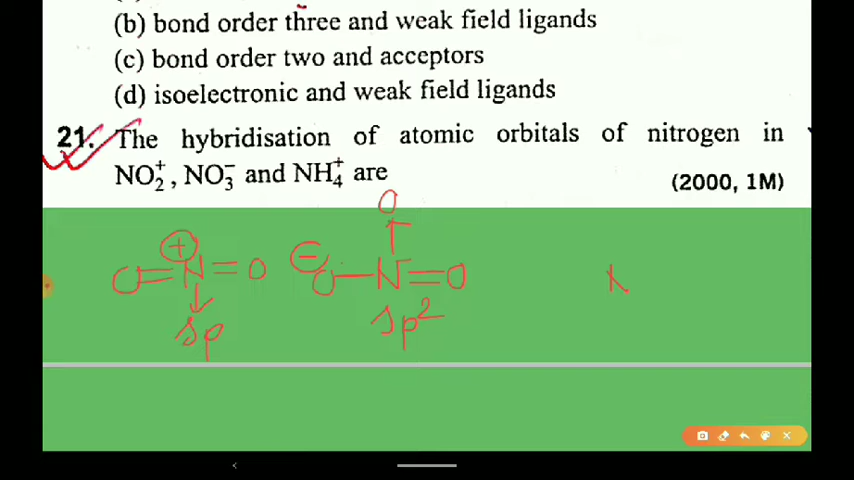 (b) bond order three and weak field ligands
(c) bond order two and acceptors
(d) isoelectronic and weak field ligands
21. The hybridisation of atomic orbitals of nitrogen in
NO₂⁺, NO₃⁻ and NH₄⁺ are (2000, 1M)
O
⊕ ⊖
O=N=O O-N=O
sp sp²